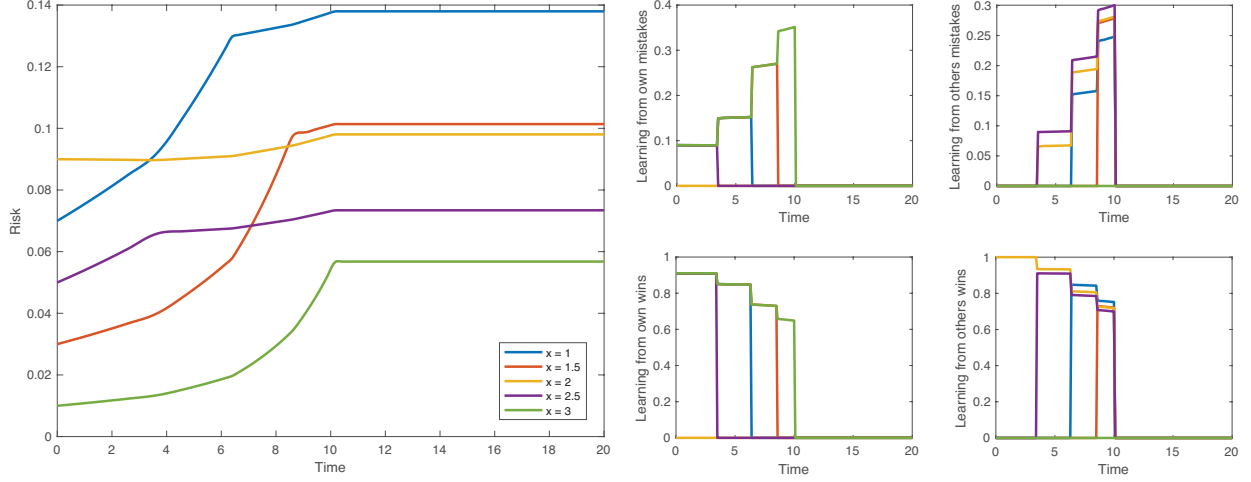 0.14
0.12
0.1
0.08
0.06
0.04
0.02
0
Risk
0 2 4 6 8 10 12 14 16 18 20
Time
x = 1
x = 1.5
x = 2
x = 2.5
x = 3
0.4
0.3
0.2
0.1
0
Learning from own mistakes
0 5 10 15 20
Time
0.3
0.25
0.2
0.15
0.1
0.05
0
Learning from others mistakes
0 5 10 15 20
Time
1
0.8
0.6
0.4
0.2
0
Learning from own wins
0 5 10 15 20
Time
1
0.8
0.6
0.4
0.2
0
Learning from others wins
0 5 10 15 20
Time